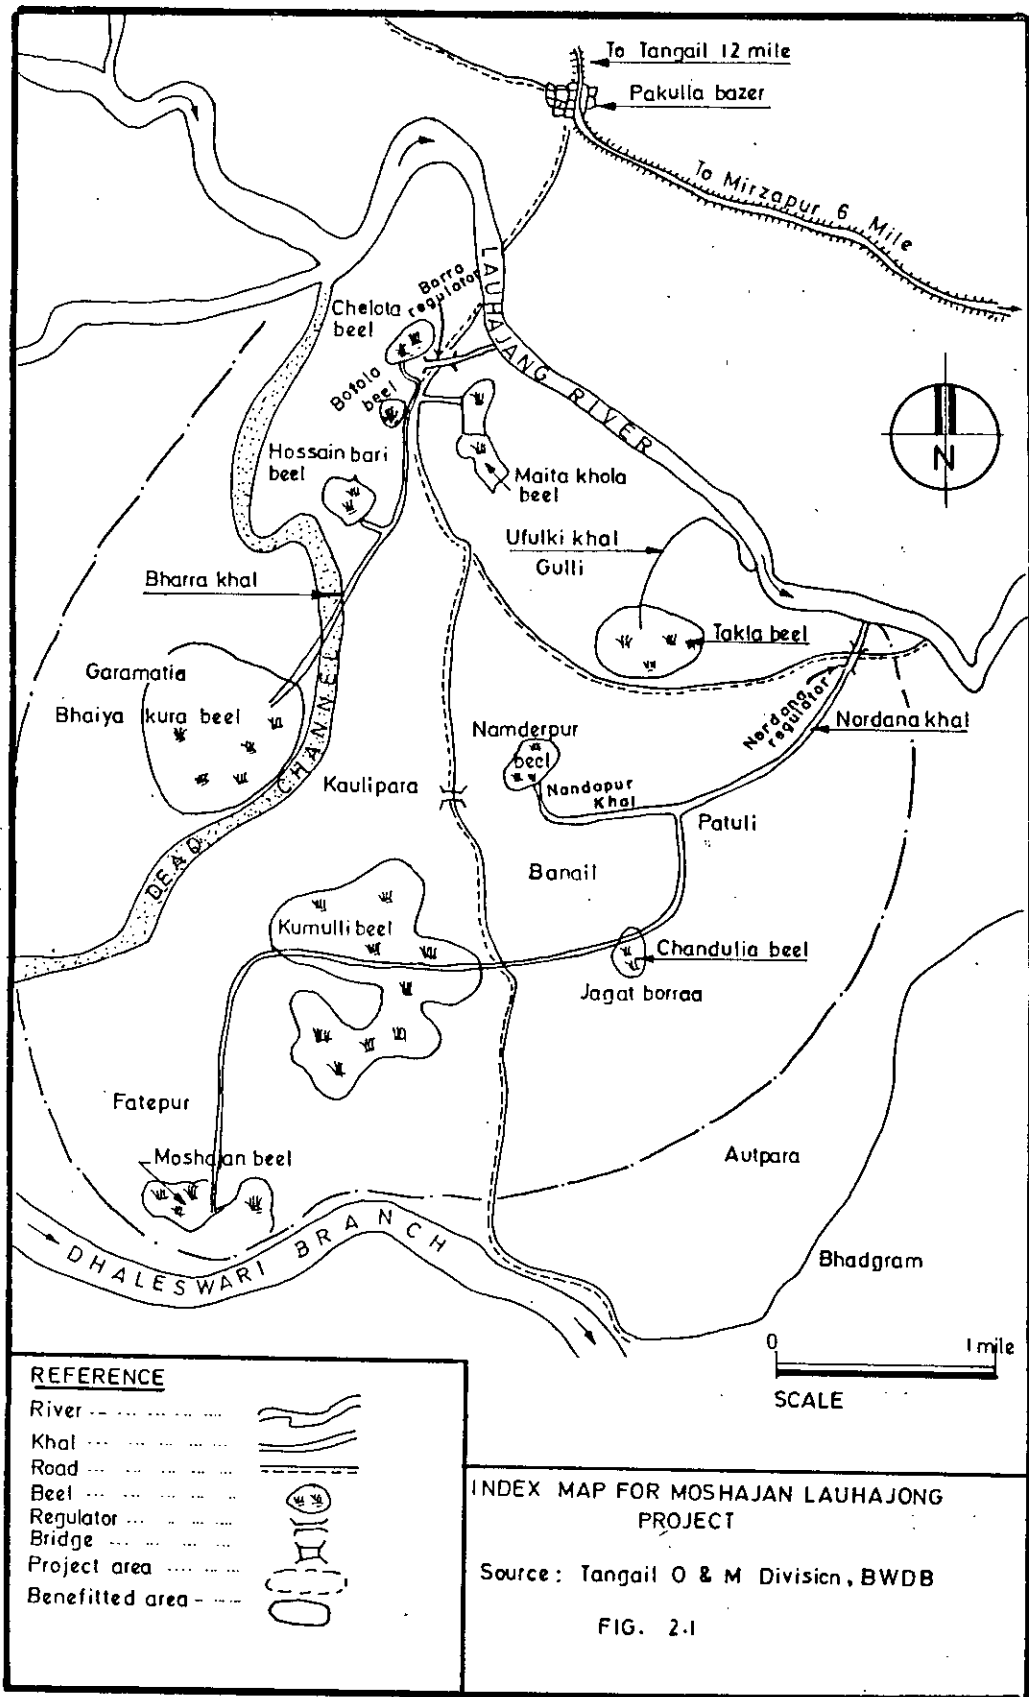 To Tangail 12 mile
Pakulla bazer
To Mirzapur 6 Mile
LAUHAJANG RIVER
Barra
regulator
Chelota
beel
Botola
beel
Hossain bari
beel
Maita khola
beel
N
Ufulki khal
Gulli
Bharra khal
Takla beel
Garamatia
Bhaiya kura beel
DEAD CHANNEL
Nordana
regulator
Nordana khal
Namderpur
beel
Kaulipara
Nandapur
Khal
Patuli
Banail
Kumulli beel
Chandulia beel
Jagat borraa
Fatepur
Moshajan beel
Autpara
DHALESWARI BRANCH
Bhadgram
0 1 mile
SCALE
REFERENCE
River
Khal
Road
Beel
Regulator
Bridge
Project area
Benefitted area
INDEX MAP FOR MOSHAJAN LAUHAJONG
PROJECT
Source: Tangail O & M Division, BWDB
FIG. 2.1